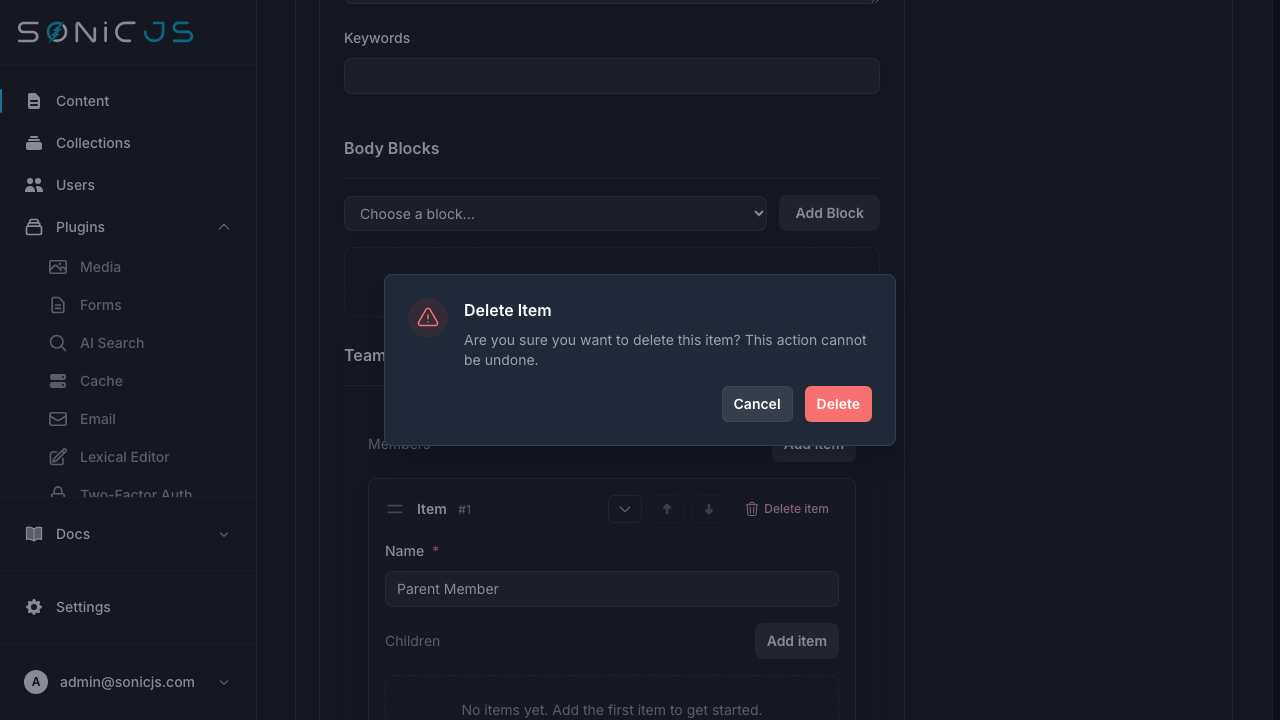 SONICJS
Content
Collections
Users
Plugins
Media
Forms
AI Search
Cache
Email
Lexical Editor
Two-Factor Auth
Docs
Settings
A
admin@sonicjs.com
Keywords
Body Blocks
Choose a block...
Add Block
Team
Delete Item
Are you sure you want to delete this item? This action cannot
be undone.
Cancel
Delete
Members
Add item
Item #1
Delete item
Name *
Parent Member
Children
Add item
No items yet. Add the first item to get started.